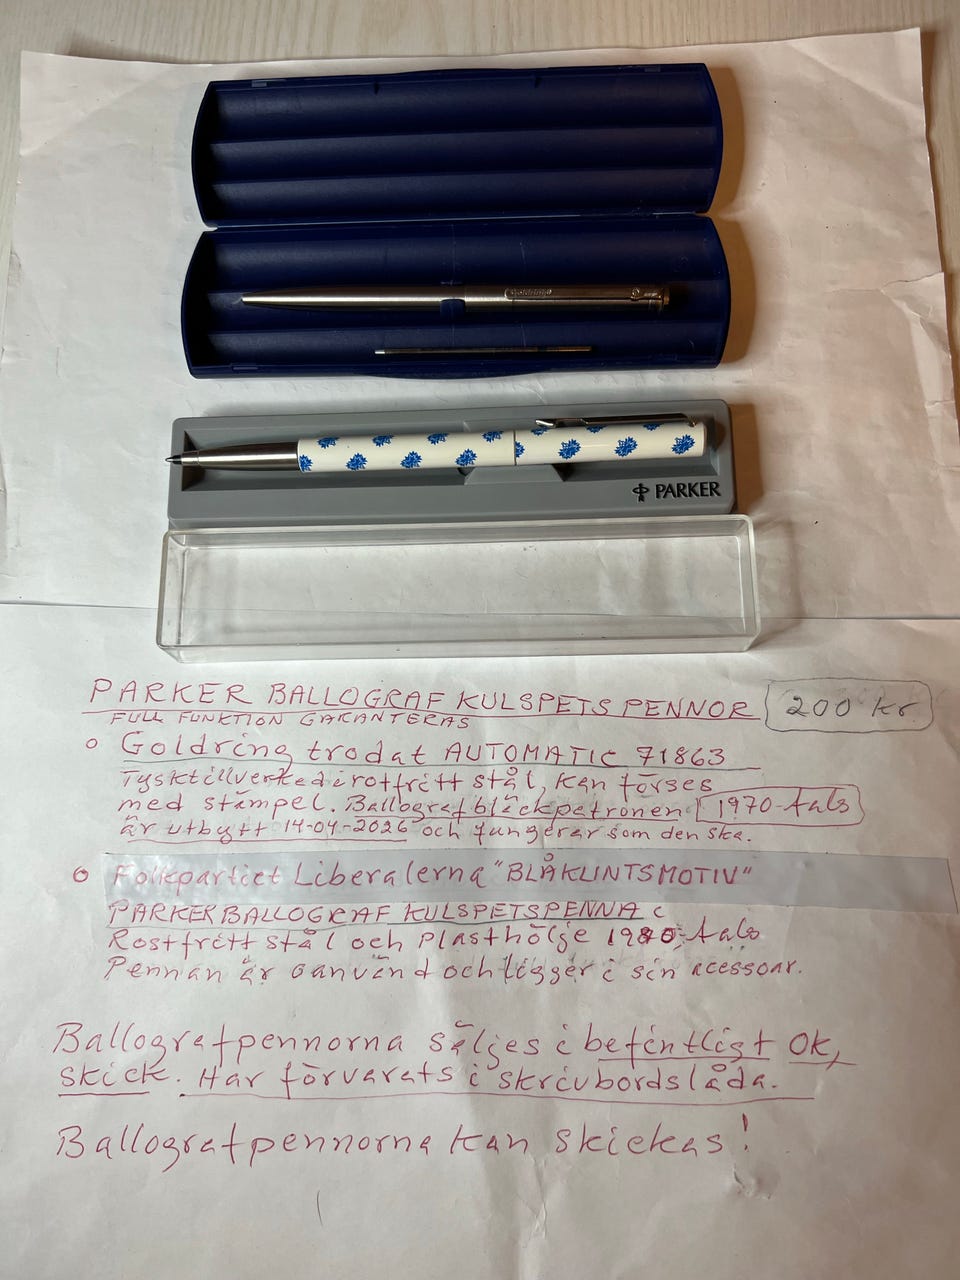 Goldring
PARKER
PARKER BALLOGRAF KULSPETSPENNOR 200 kr
FULL FUNKTION GARANTERAS
Goldring trodat AUTOMATIC 71863
Tysktillverkad i rotfritt stål, kan förses
med stämpel. Ballografbläckpatronen 1970-tals
är utbytt 14-04-2026 och fungerar som den ska.
Folkpartiet Liberalerna "BLÅKLINTSMOTIV"
PARKER BALLOGRAF KULSPETSPENNA i
Rostfritt stål och Plasthölje 1980-tals
Pennan är oanvänd och ligger i sin acessoar.
Ballografpennorna säljes i befintligt OK,
skick. Har förvarats i skrivbordslåda.
Ballografpennorna kan skickas!